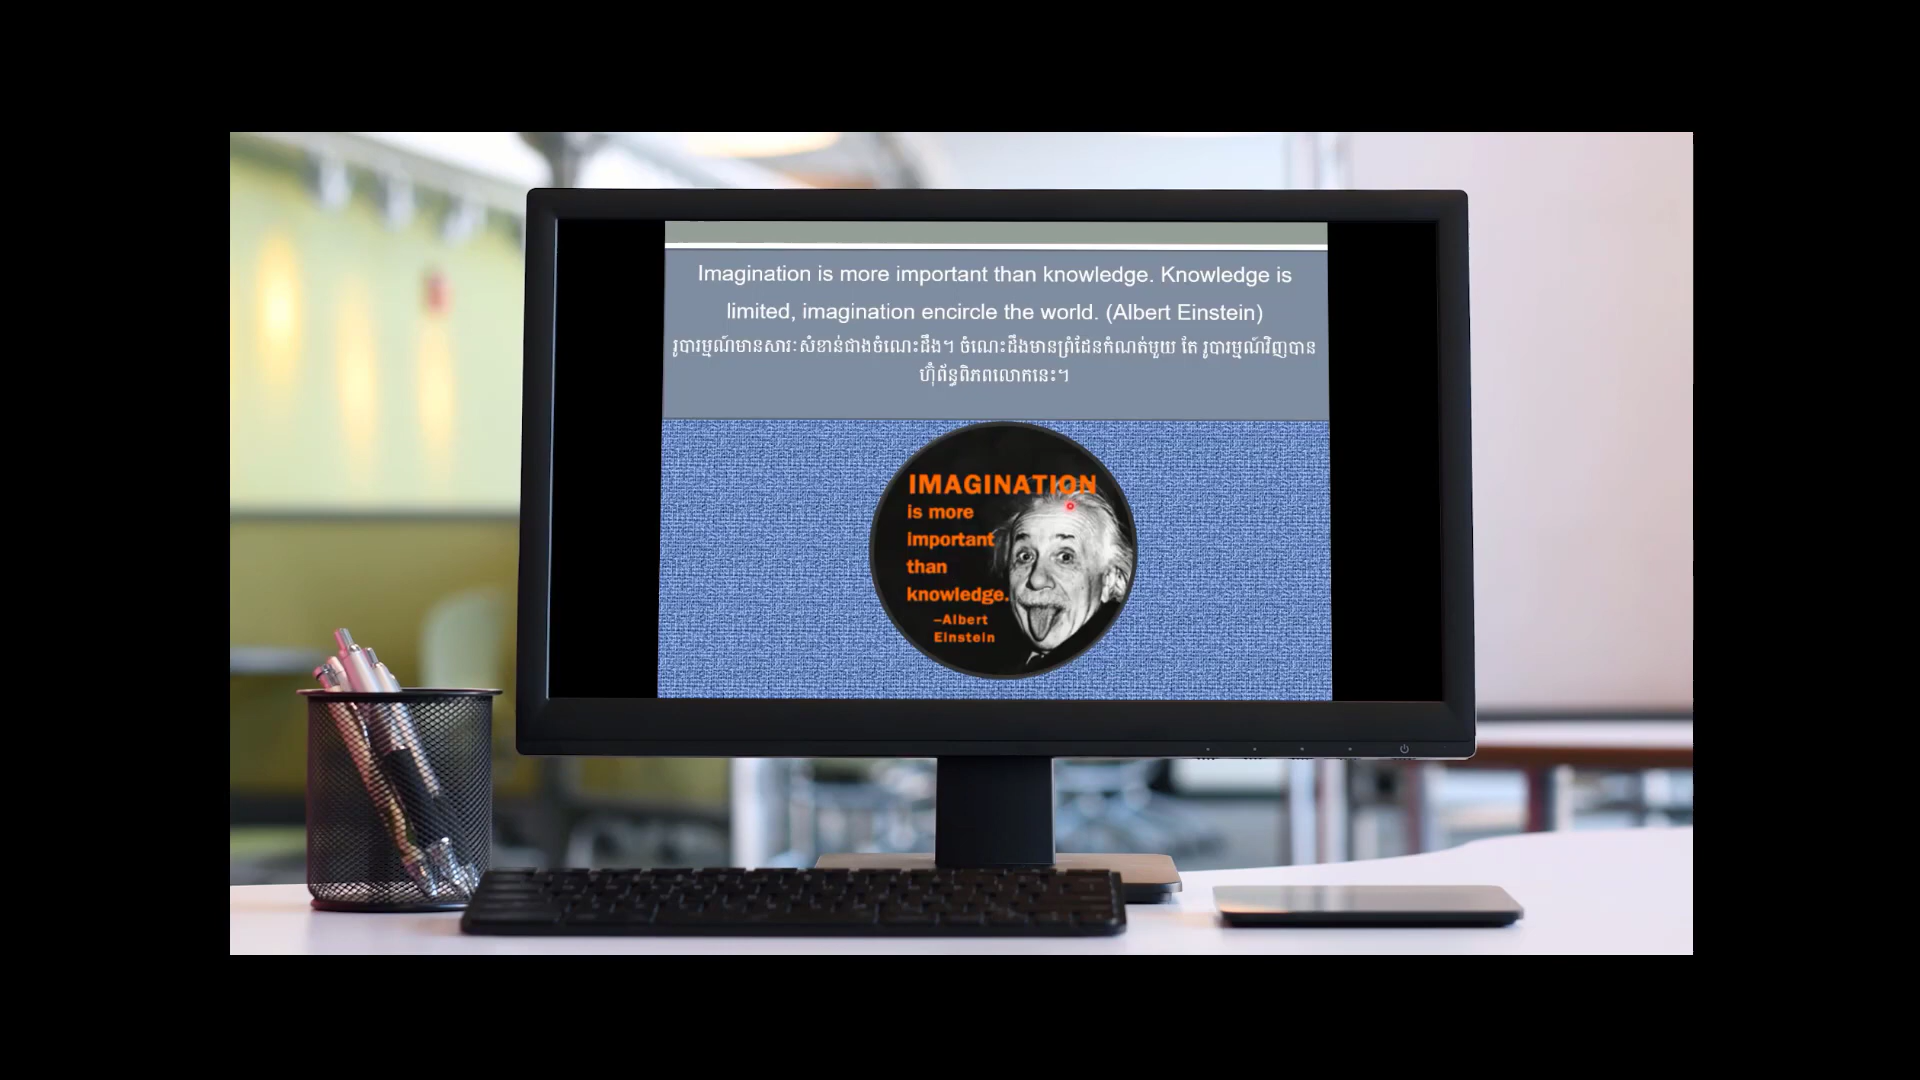 Imagination is more important than knowledge. Knowledge is
limited, imagination encircle the world. (Albert Einstein)
រូបារម្មណ៍មានសារៈសំខាន់ជាងចំណេះដឹង។ ចំណេះដឹងមានព្រំដែនកំណត់មួយ តែ រូបារម្មណ៍វិញបាន
ហ៊ុំព័ន្ធពិភពលោកនេះ។
IMAGINATION
is more
important
than
knowledge.
–Albert
Einstein